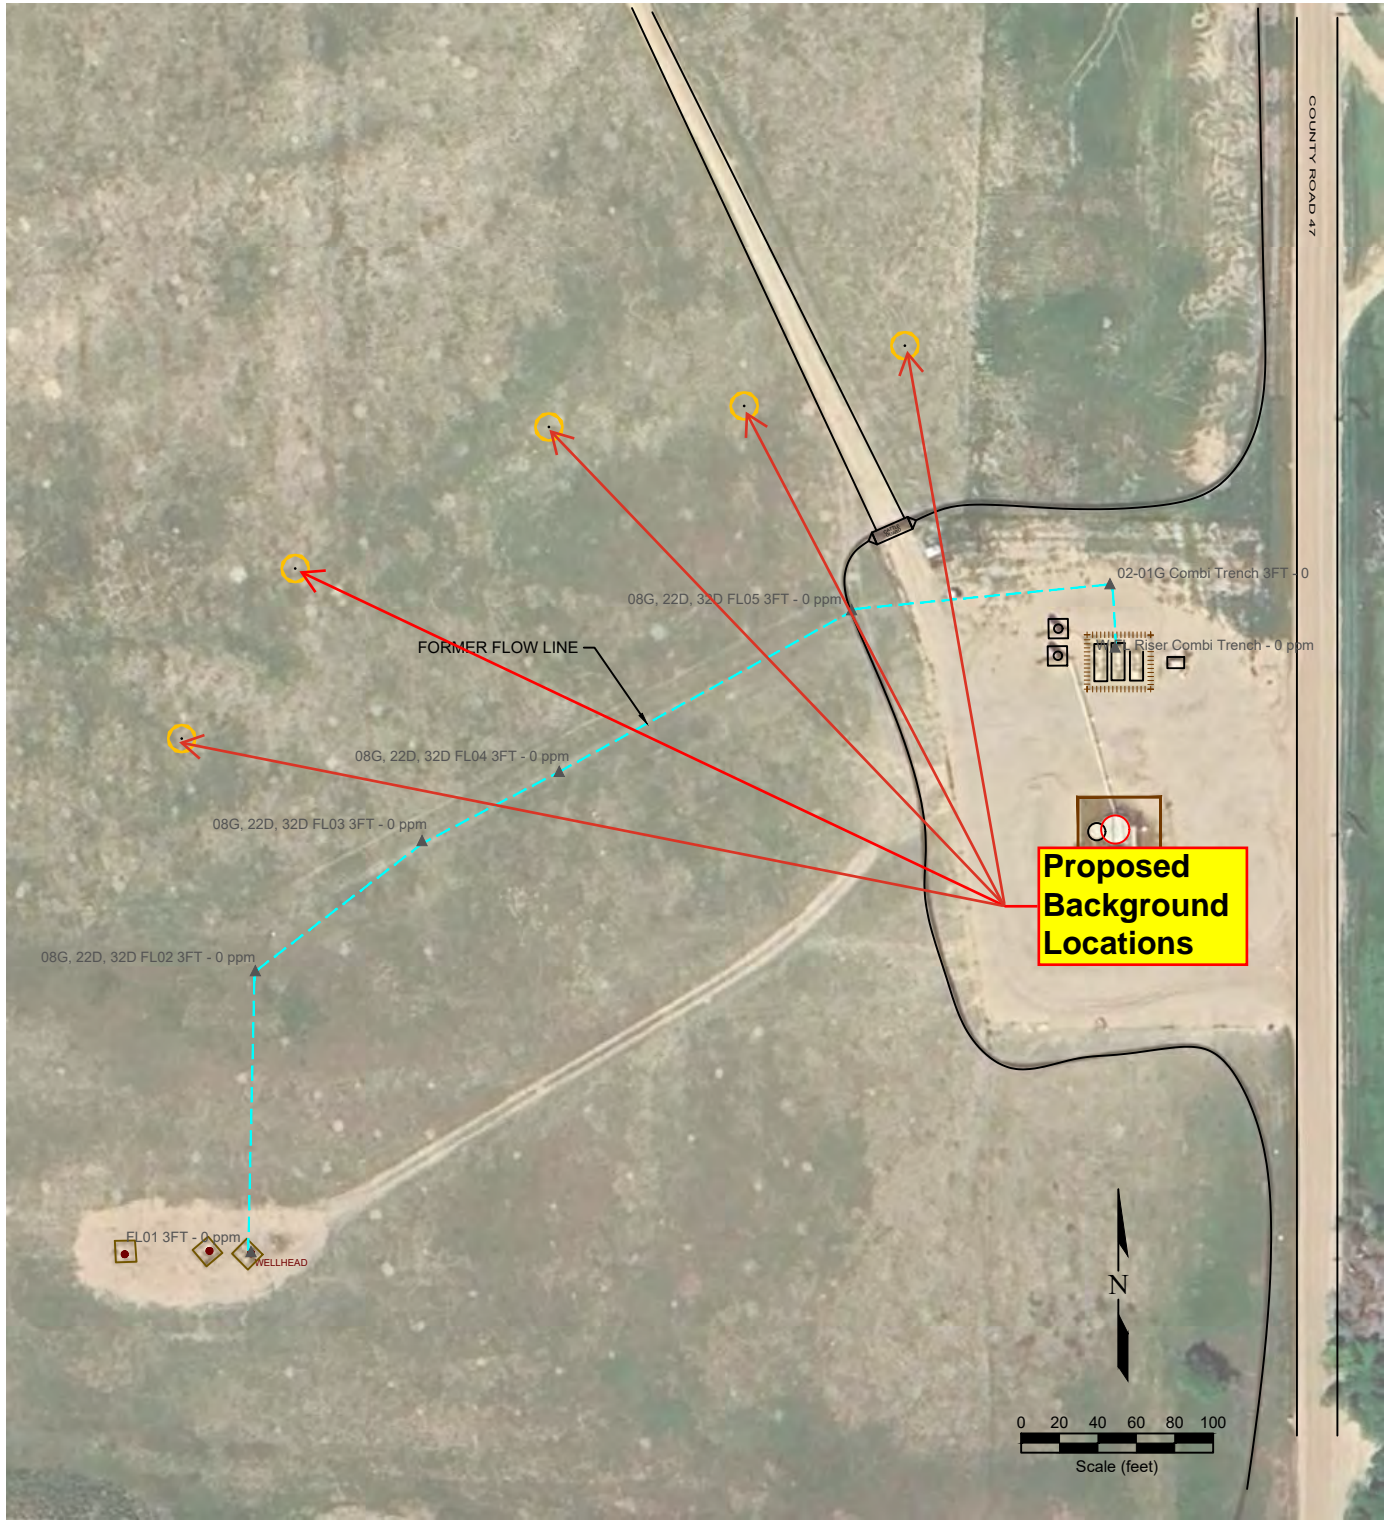 COUNTY ROAD 47
02-01G Combi Trench 3FT - 0
08G, 22D, 32D FL05 3FT - 0 ppm
FORMER FLOW LINE
Riser Combi Trench - 0 ppm
08G, 22D, 32D FL04 3FT - 0 ppm
08G, 22D, 32D FL03 3FT - 0 ppm
Proposed
Background
Locations
08G, 22D, 32D FL02 3FT - 0 ppm
FL01 3FT - 0 ppm
WELLHEAD
N
0 20 40 60 80 100
Scale (feet)